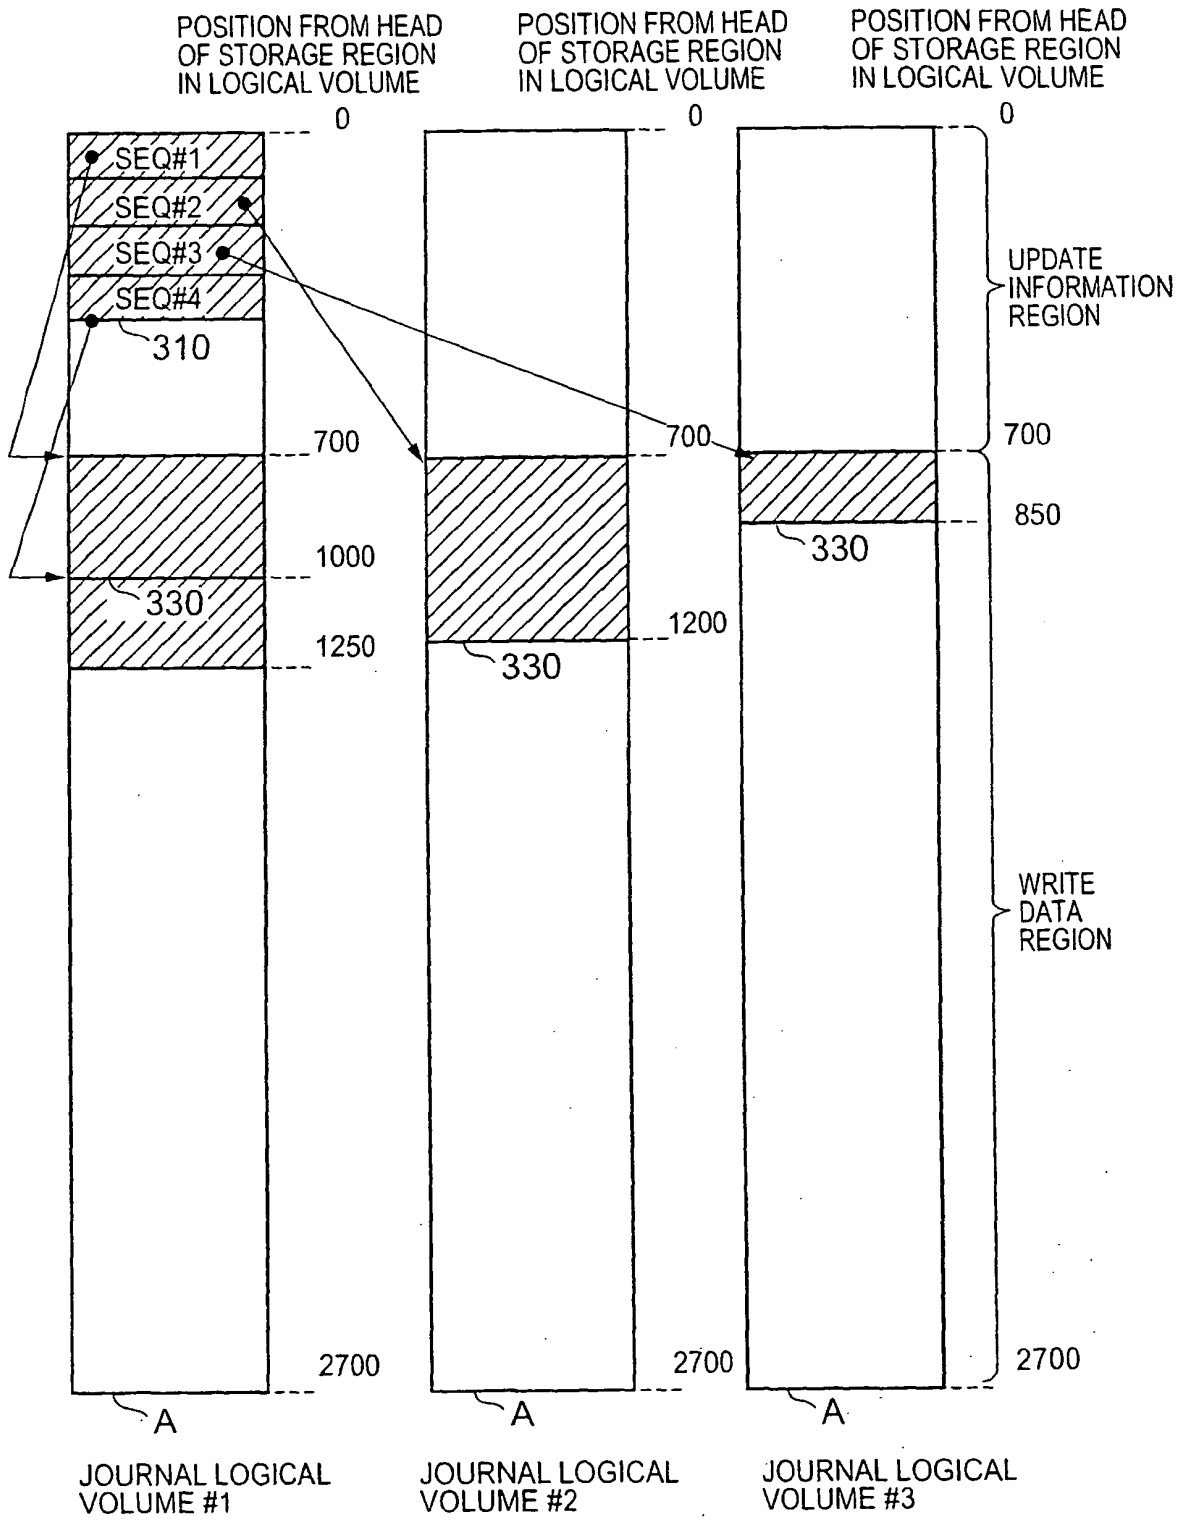 POSITION FROM HEAD
OF STORAGE REGION
IN LOGICAL VOLUME
POSITION FROM HEAD
OF STORAGE REGION
IN LOGICAL VOLUME
POSITION FROM HEAD
OF STORAGE REGION
IN LOGICAL VOLUME
0
0
0
SEQ#1
SEQ#2
SEQ#3
SEQ#4
310
UPDATE
INFORMATION
REGION
700
700
700
850
330
1000
330
1250
1200
330
WRITE
DATA
REGION
2700
2700
2700
A
A
A
JOURNAL LOGICAL
VOLUME #1
JOURNAL LOGICAL
VOLUME #2
JOURNAL LOGICAL
VOLUME #3